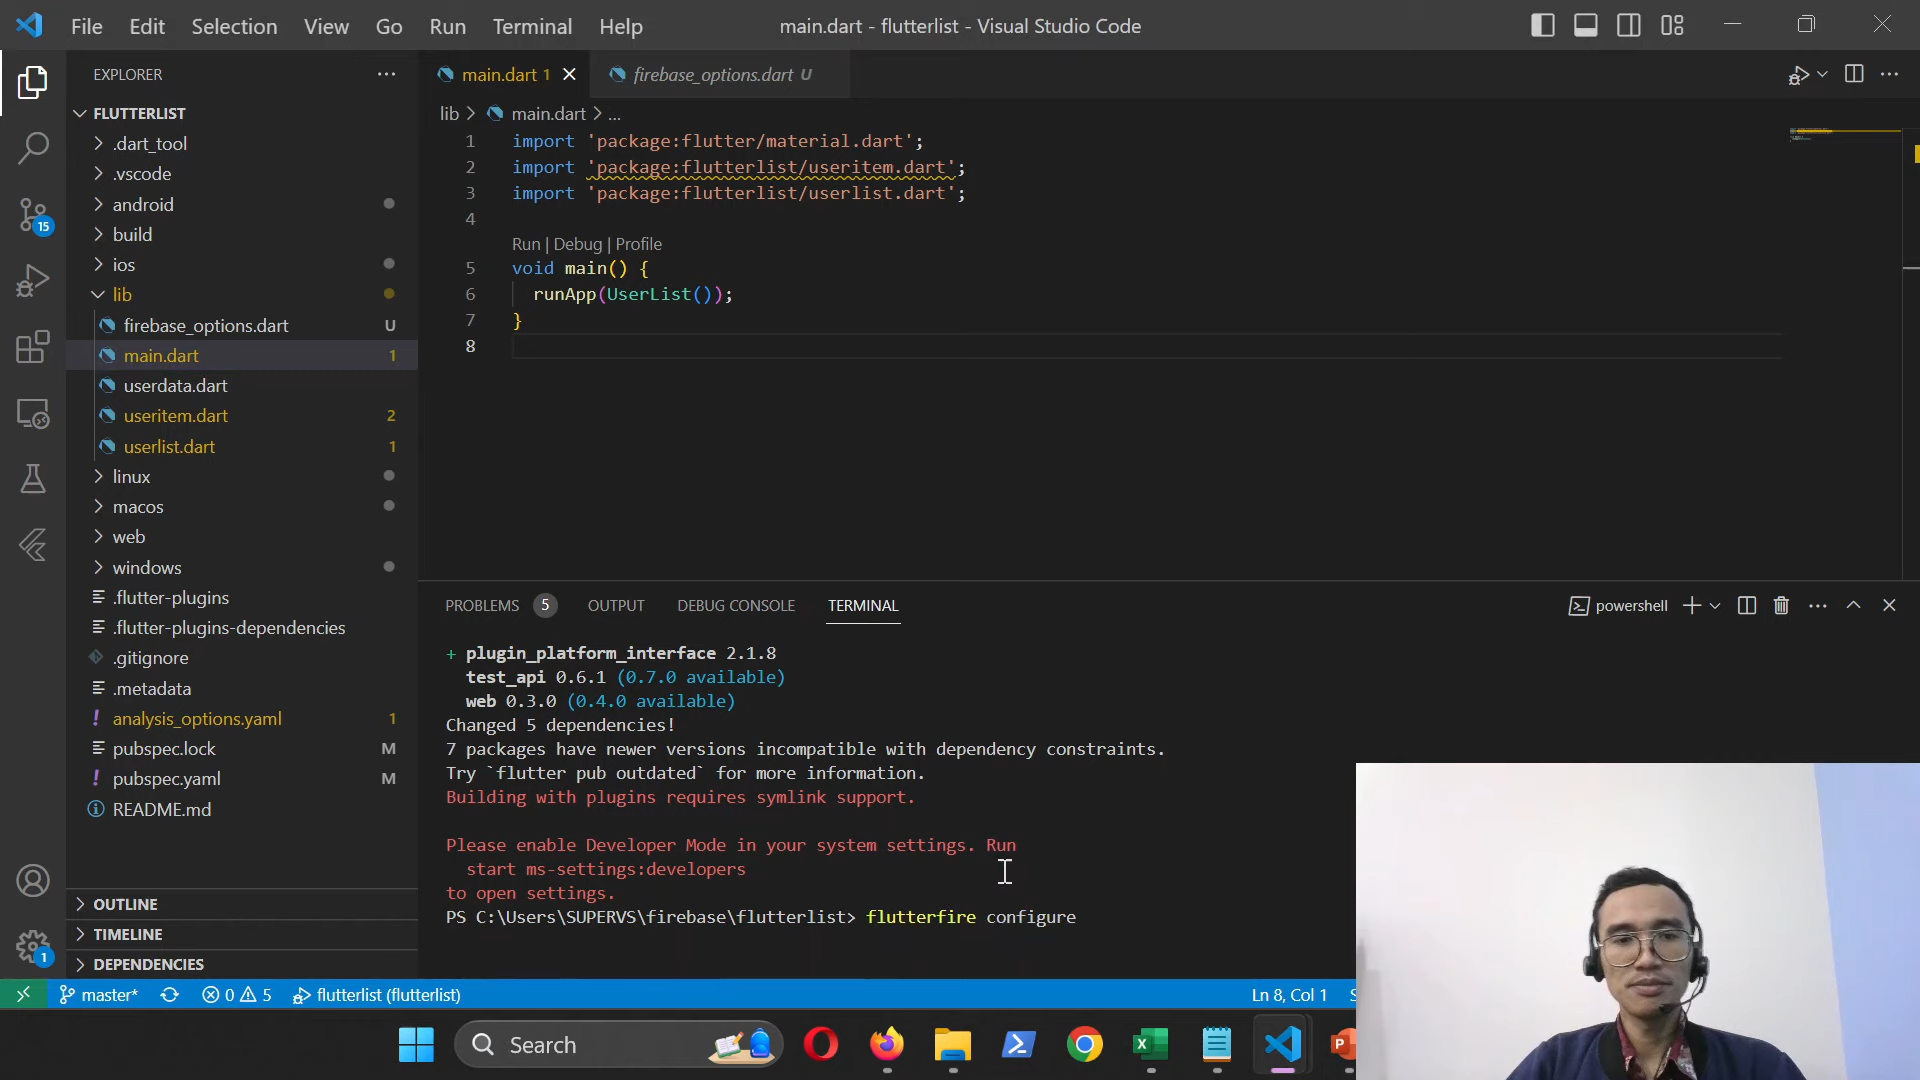 File Edit Selection View Go Run Terminal Help
main.dart - flutterlist - Visual Studio Code
EXPLORER
FLUTTERLIST
.dart_tool
.vscode
android
build
ios
lib
firebase_options.dart U
main.dart 1
userdata.dart
useritem.dart 2
userlist.dart 1
linux
macos
web
windows
.flutter-plugins
.flutter-plugins-dependencies
.gitignore
.metadata
! analysis_options.yaml 1
pubspec.lock M
! pubspec.yaml M
README.md
OUTLINE
TIMELINE
DEPENDENCIES
15
1
main.dart 1
firebase_options.dart U
lib > main.dart > ...
1 import 'package:flutter/material.dart';
2 import 'package:flutterlist/useritem.dart';
3 import 'package:flutterlist/userlist.dart';
4
Run | Debug | Profile
5 void main() {
6 runApp(UserList());
7 }
8
PROBLEMS 5 OUTPUT DEBUG CONSOLE TERMINAL
powershell
+ plugin_platform_interface 2.1.8
test_api 0.6.1 (0.7.0 available)
web 0.3.0 (0.4.0 available)
Changed 5 dependencies!
7 packages have newer versions incompatible with dependency constraints.
Try `flutter pub outdated` for more information.
Building with plugins requires symlink support.
Please enable Developer Mode in your system settings. Run
start ms-settings:developers
to open settings.
PS C:\Users\SUPERVS\firebase\flutterlist> flutterfire configure
master* 0 5 flutterlist (flutterlist)
Ln 8, Col 1
Search